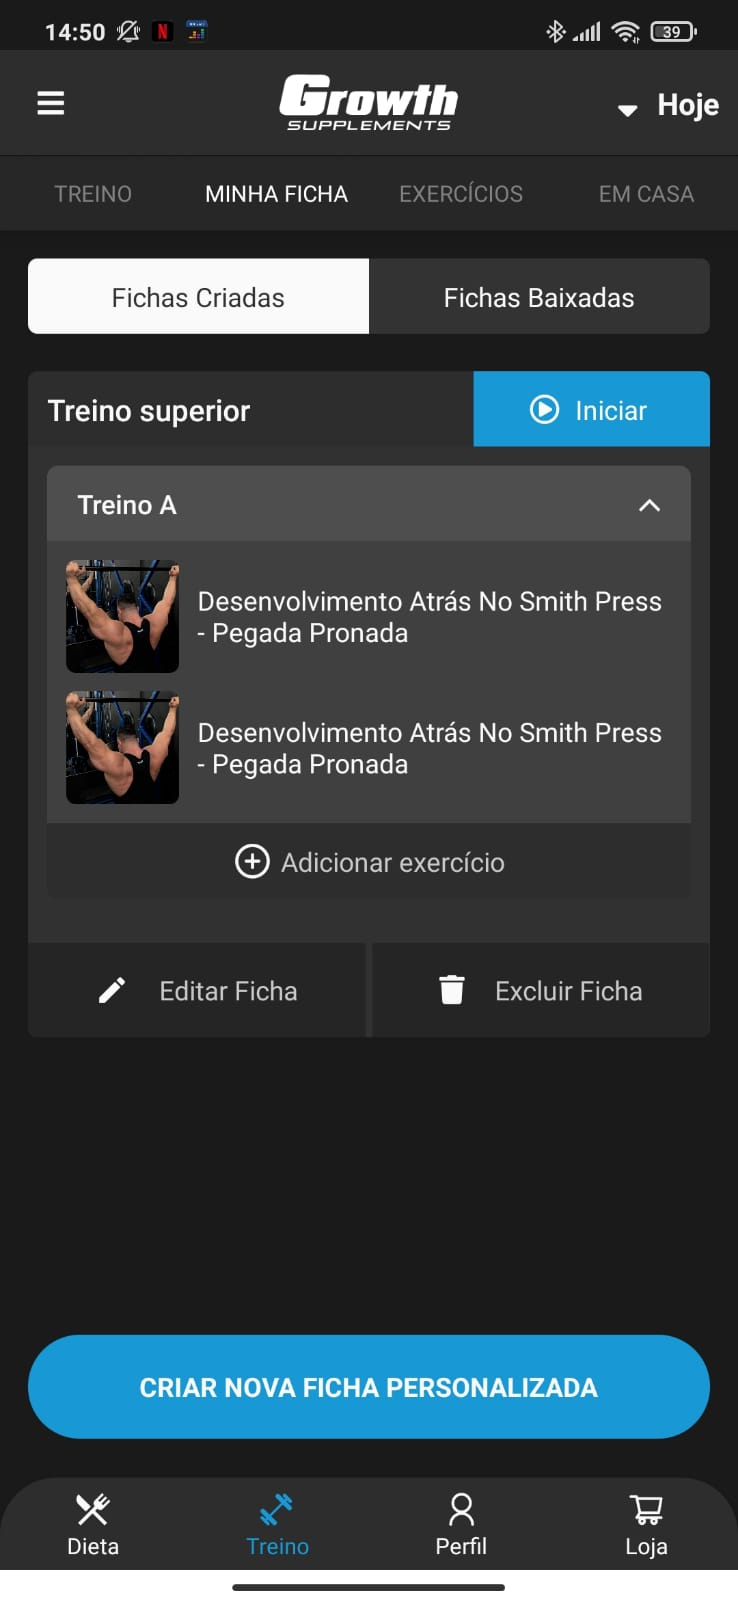 14:50
39
Growth
SUPPLEMENTS
Hoje
TREINO
MINHA FICHA
EXERCÍCIOS
EM CASA
Fichas Criadas
Fichas Baixadas
Treino superior
Iniciar
Treino A
Desenvolvimento Atrás No Smith Press
- Pegada Pronada
Desenvolvimento Atrás No Smith Press
- Pegada Pronada
Adicionar exercício
Editar Ficha
Excluir Ficha
CRIAR NOVA FICHA PERSONALIZADA
Dieta
Treino
Perfil
Loja